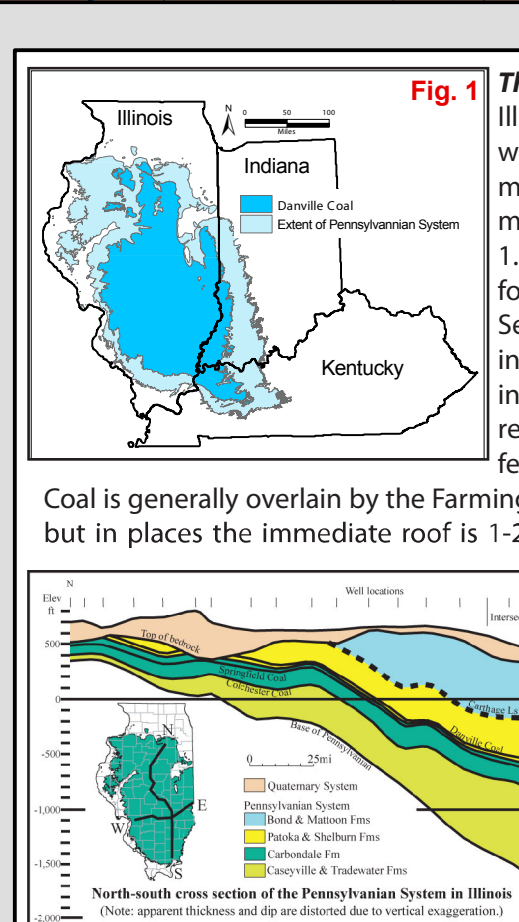 Fig. 1
Illinois
N
0 50 100
Miles
Indiana
Danville Coal
Extent of Pennsylvannian System
Kentucky
Ill
w
m
m
1.
fo
Se
in
in
re
fe
Coal is generally overlain by the Farming
but in places the immediate roof is 1-2
N
Elev
ft
Well locations
Interse
Top of bedrock
500
Springfield Coal
Colchester Coal
0
Carthage Ls
Danville Coal
Base of Pennsylvanian
-500
-1,000
-1,500
-2,000
N
E
W
S
0 25mi
Quaternary System
Pennsylvanian System
Bond & Mattoon Fms
Patoka & Shelburn Fms
Carbondale Fm
Caseyville & Tradewater Fms
North-south cross section of the Pennsylvanian System in Illinois
(Note: apparent thickness and dip are distorted due to vertical exaggeration.)